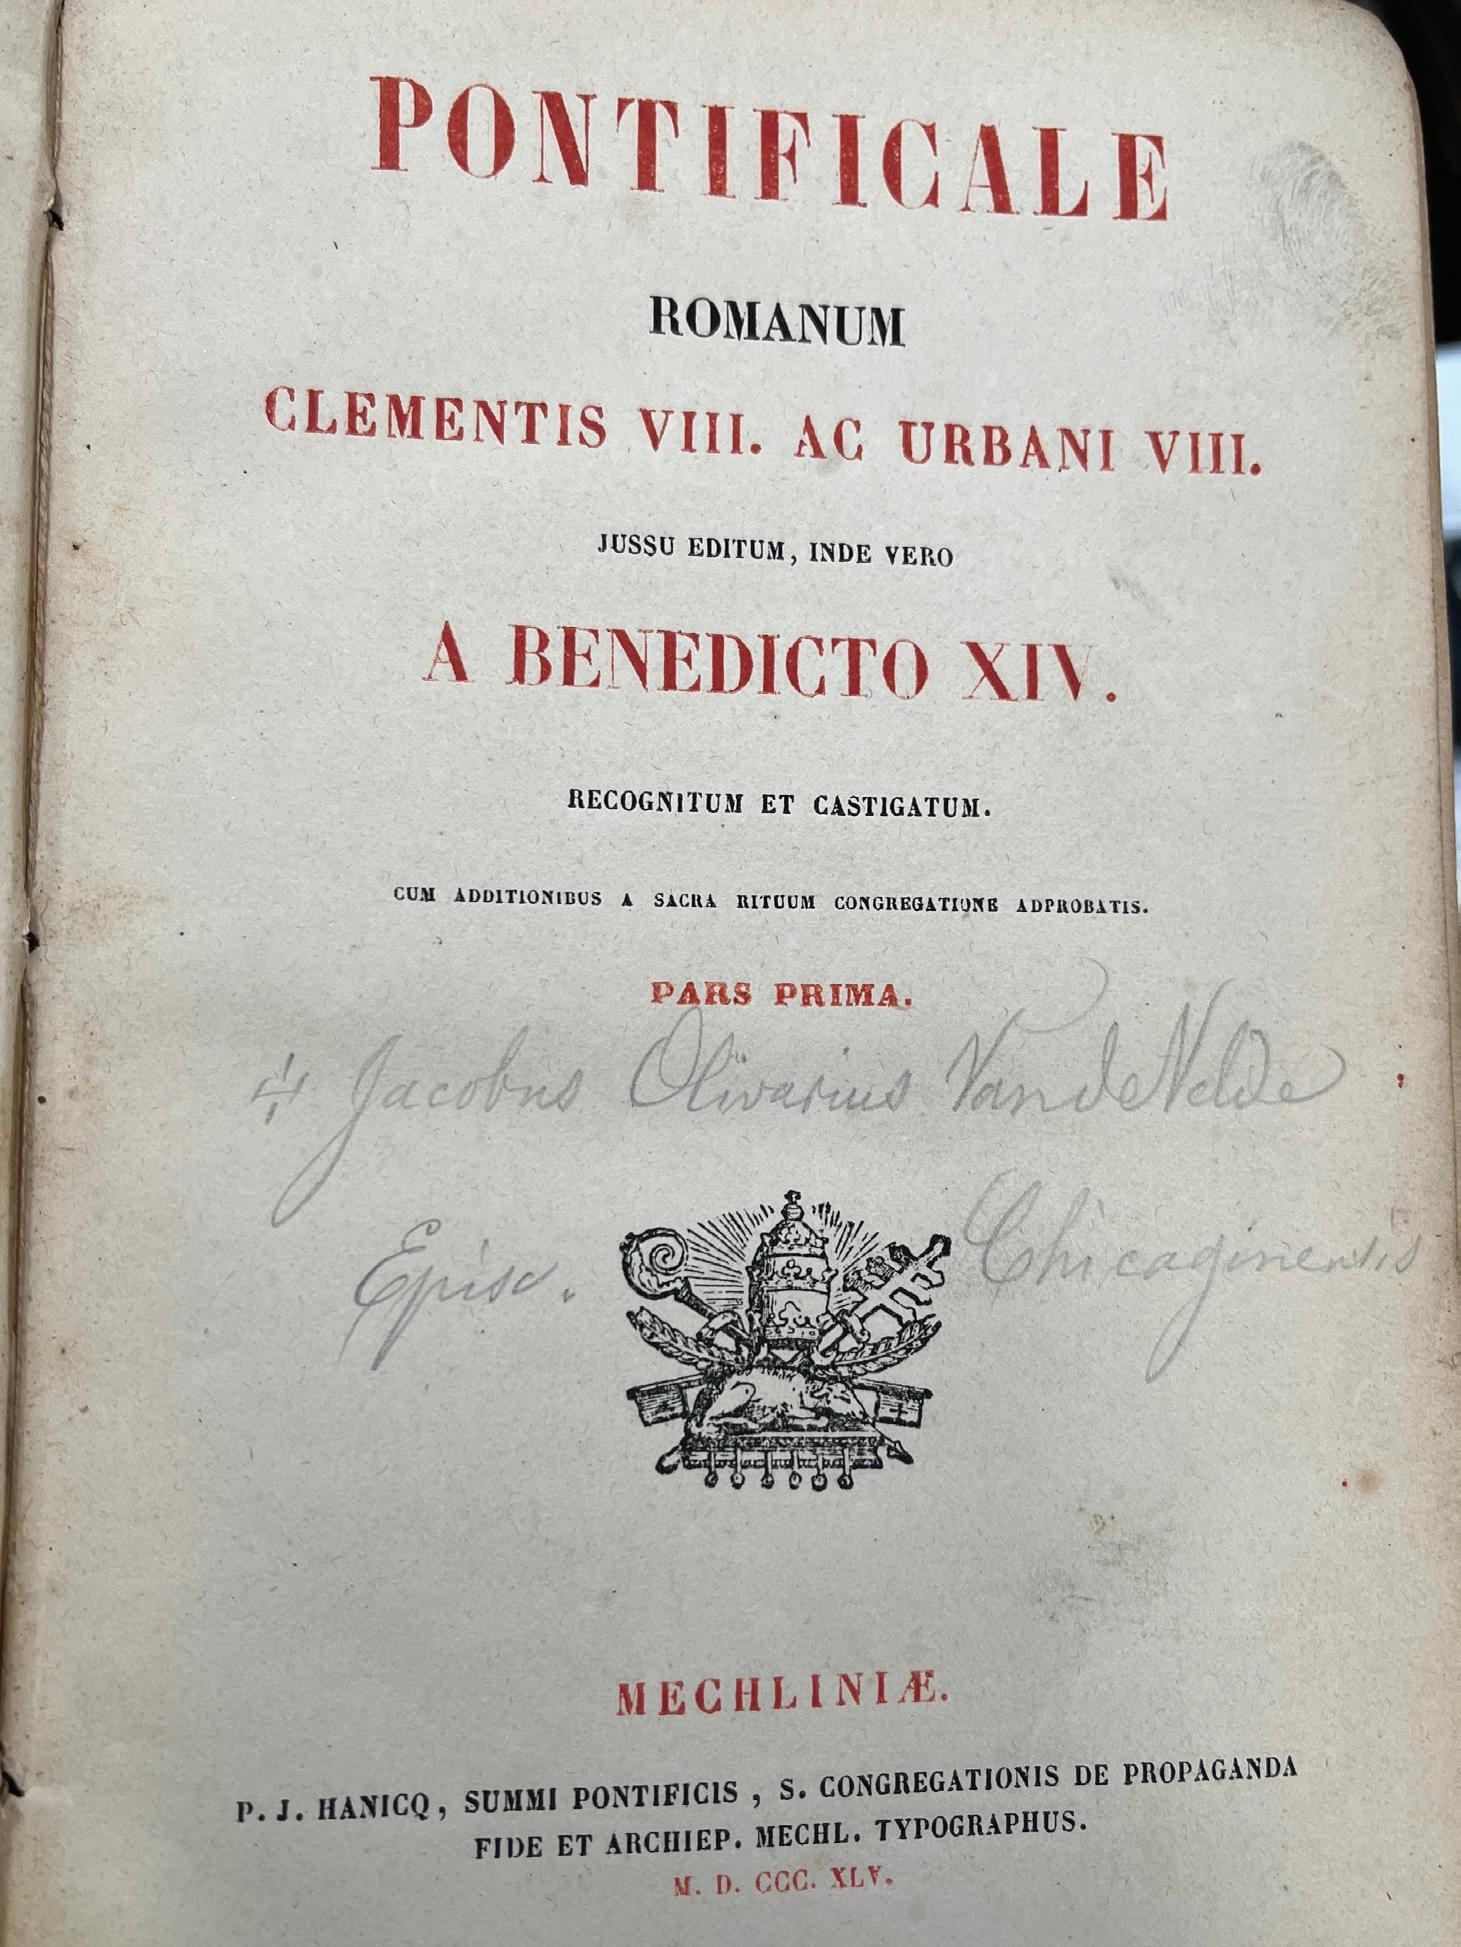 PONTIFICALE
ROMANUM
CLEMENTIS VIII. AC URBANI VIII.
JUSSU EDITUM, INDE VERO
A BENEDICTO XIV.
RECOGNITUM ET CASTIGATUM.
CUM ADDITIONIBUS A SACRA RITUUM CONGREGATIONE ADPROBATIS.
PARS PRIMA.
✢ Jacobus Olivarius VandeVelde
Episc. Chicaginensis
MECHLINIÆ.
P. J. HANICQ, SUMMI PONTIFICIS, S. CONGREGATIONIS DE PROPAGANDA
FIDE ET ARCHIEP. MECHL. TYPOGRAPHUS.
M. D. CCC. XLV.